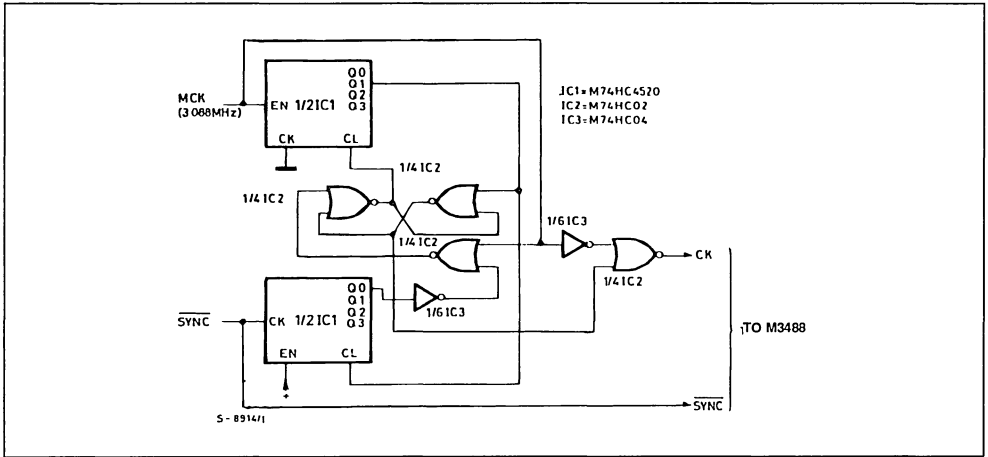 MCK
(3.088MHz)
EN
1/2IC1
Q0
Q1
Q2
Q3
CK
CL
IC1=M74HC4520
IC2=M74HC02
IC3=M74HC04
1/4IC2
1/4IC2
1/4IC2
1/6IC3
CK
1/4IC2
1/6IC3
SYNC
CK
1/2IC1
Q0
Q1
Q2
Q3
EN
CL
+
TO M3488
SYNC
S-8914/1